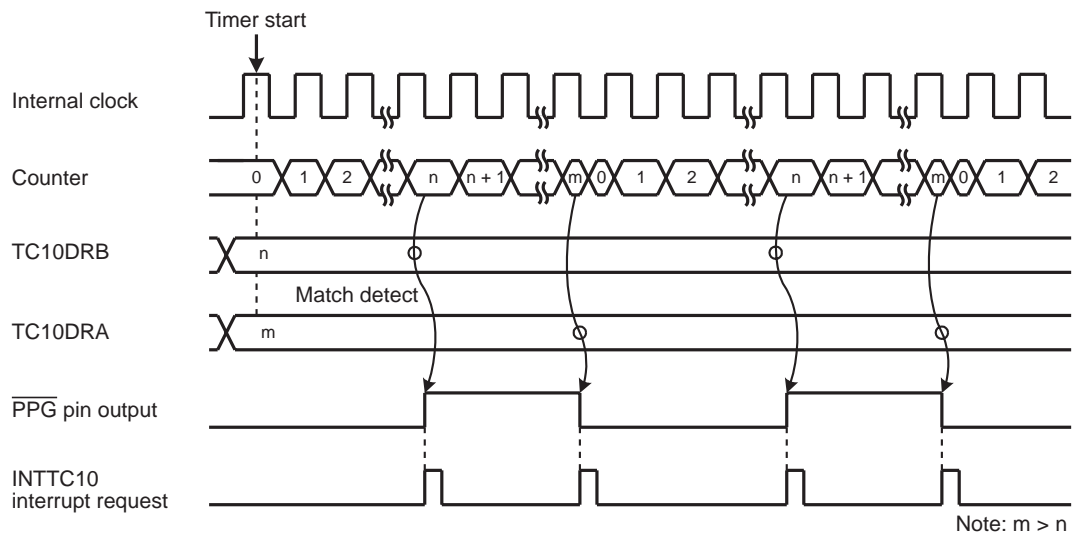 Timer start
Internal clock
Counter 0 1 2 n n + 1 m 0 1 2 n n + 1 m 0 1 2
TC10DRB n
Match detect
TC10DRA m
PPG pin output
INTTC10
interrupt request
Note: m > n